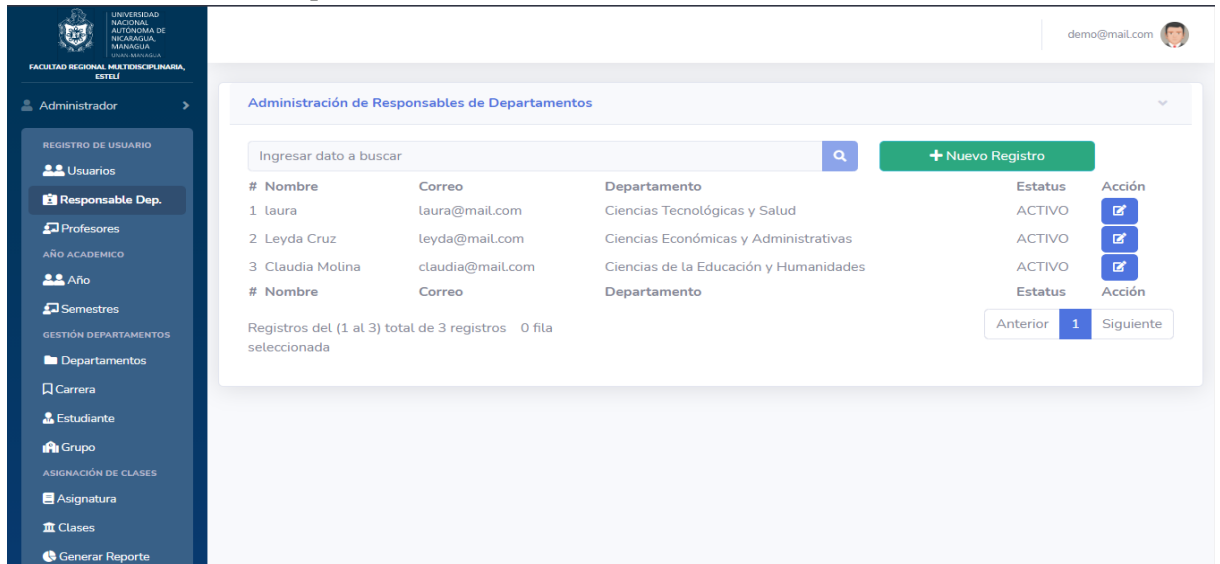 UNIVERSIDAD
NACIONAL
AUTÓNOMA DE
NICARAGUA,
MANAGUA
UNAN-MANAGUA
FACULTAD REGIONAL MULTIDISCIPLINARIA,
ESTELÍ
Administrador
REGISTRO DE USUARIO
Usuarios
Responsable Dep.
Profesores
AÑO ACADEMICO
Año
Semestres
GESTIÓN DEPARTAMENTOS
Departamentos
Carrera
Estudiante
Grupo
ASIGNACIÓN DE CLASES
Asignatura
Clases
Generar Reporte
demo@mail.com
Administración de Responsables de Departamentos
Ingresar dato a buscar
Nuevo Registro
# Nombre Correo Departamento Estatus Acción
1 laura laura@mail.com Ciencias Tecnológicas y Salud ACTIVO
2 Leyda Cruz leyda@mail.com Ciencias Económicas y Administrativas ACTIVO
3 Claudia Molina claudia@mail.com Ciencias de la Educación y Humanidades ACTIVO
# Nombre Correo Departamento Estatus Acción
Registros del (1 al 3) total de 3 registros 0 fila
seleccionada
Anterior 1 Siguiente